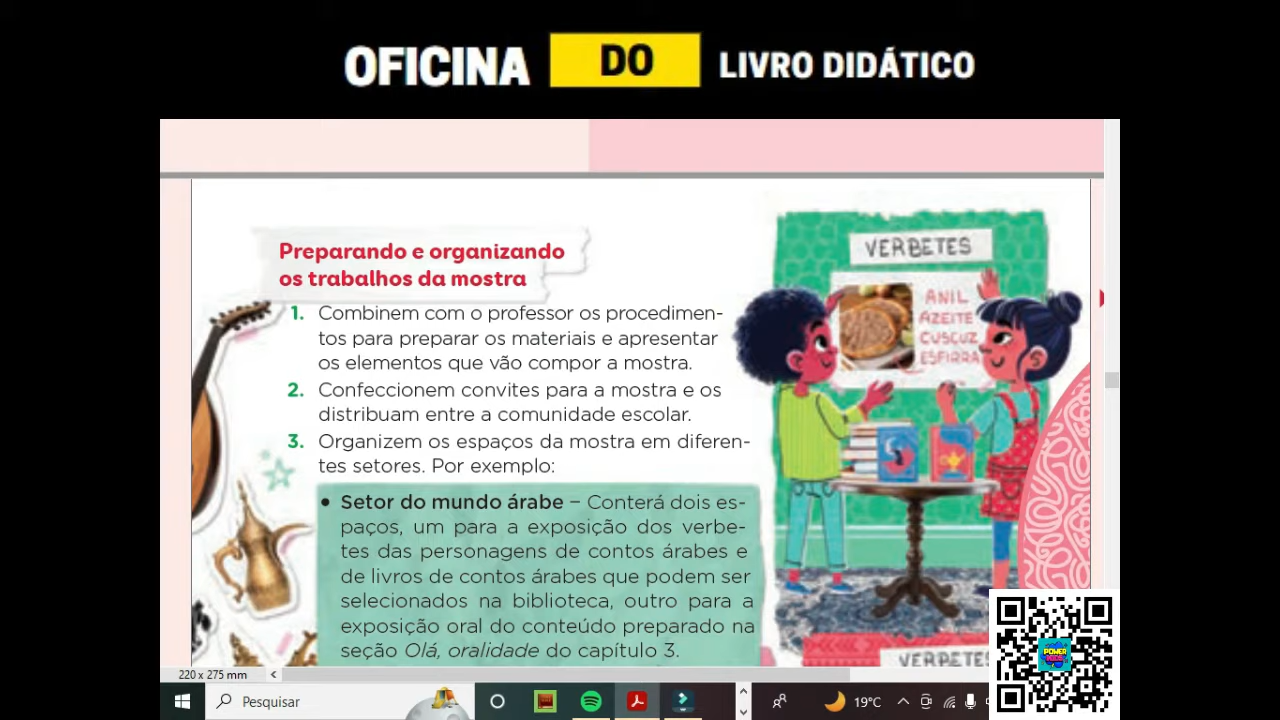 OFICINA DO LIVRO DIDÁTICO
Preparando e organizando
os trabalhos da mostra
1. Combinem com o professor os procedimen-
tos para preparar os materiais e apresentar
os elementos que vão compor a mostra.
2. Confeccionem convites para a mostra e os
distribuam entre a comunidade escolar.
3. Organizem os espaços da mostra em diferen-
tes setores. Por exemplo:
• Setor do mundo árabe – Conterá dois es-
paços, um para a exposição dos verbe-
tes das personagens de contos árabes e
de livros de contos árabes que podem ser
selecionados na biblioteca, outro para a
exposição oral do conteúdo preparado na
seção Olá, oralidade do capítulo 3.
VERBETES
ANIL
AZEITE
CUSCUZ
ESFIRRA
VERBETES
POWER
KIDS
220 x 275 mm
Pesquisar
19°C